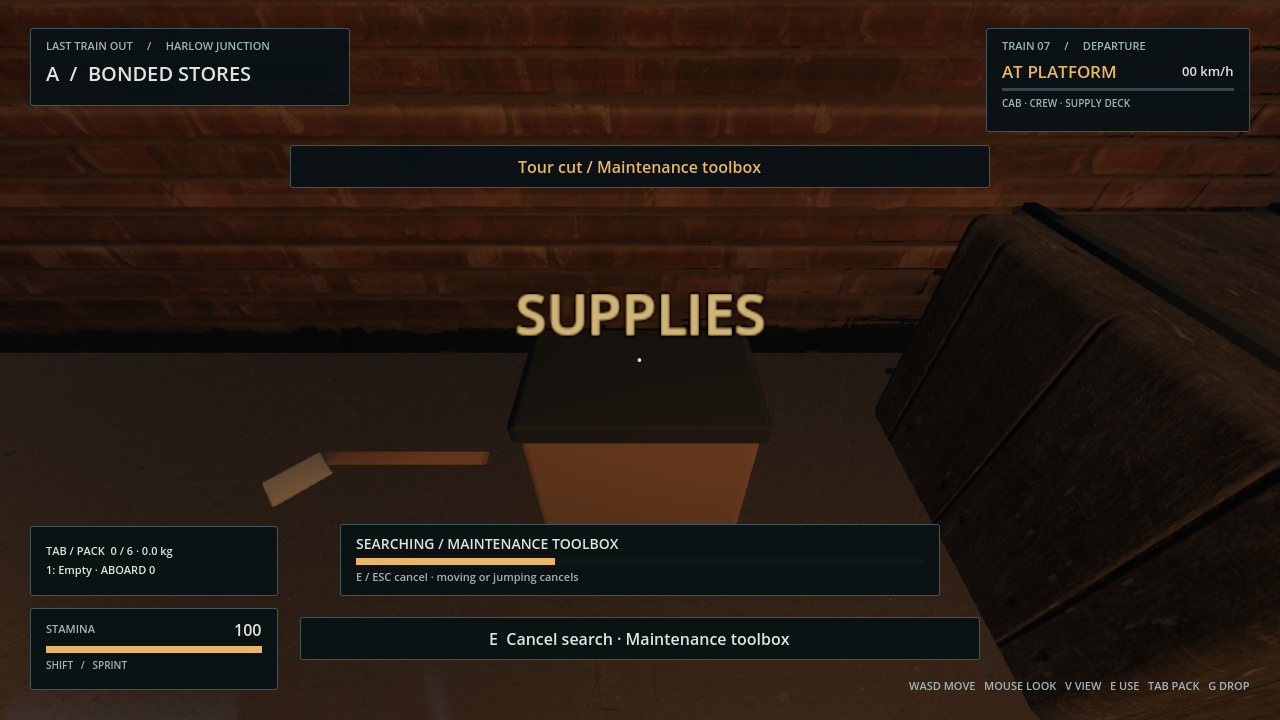 LAST TRAIN OUT / HARLOW JUNCTION
A / BONDED STORES
TRAIN 07 / DEPARTURE
AT PLATFORM 00 km/h
CAB · CREW · SUPPLY DECK
Tour cut / Maintenance toolbox
SUPPLIES
TAB / PACK 0 / 6 · 0.0 kg
1: Empty · ABOARD 0
SEARCHING / MAINTENANCE TOOLBOX
E / ESC cancel · moving or jumping cancels
STAMINA 100
SHIFT / SPRINT
E Cancel search · Maintenance toolbox
WASD MOVE MOUSE LOOK V VIEW E USE TAB PACK G DROP